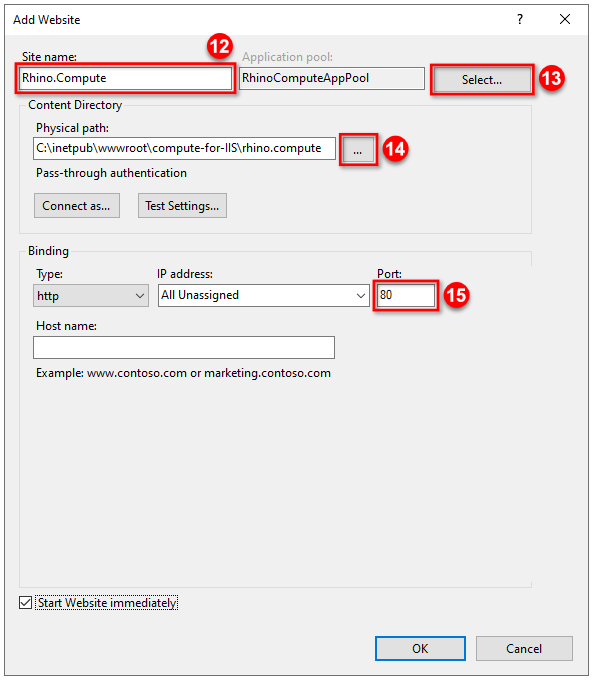 Add Website
?
12
Site name:
Application pool:
Rhino.Compute
RhinoComputeAppPool
Select...
13
Content Directory
Physical path:
C:\inetpub\wwwroot\compute-for-IIS\rhino.compute
...
14
Pass-through authentication
Connect as...
Test Settings...
Binding
Type:
IP address:
Port:
http
All Unassigned
80
15
Host name:
Example: www.contoso.com or marketing.contoso.com
Start Website immediately
OK
Cancel